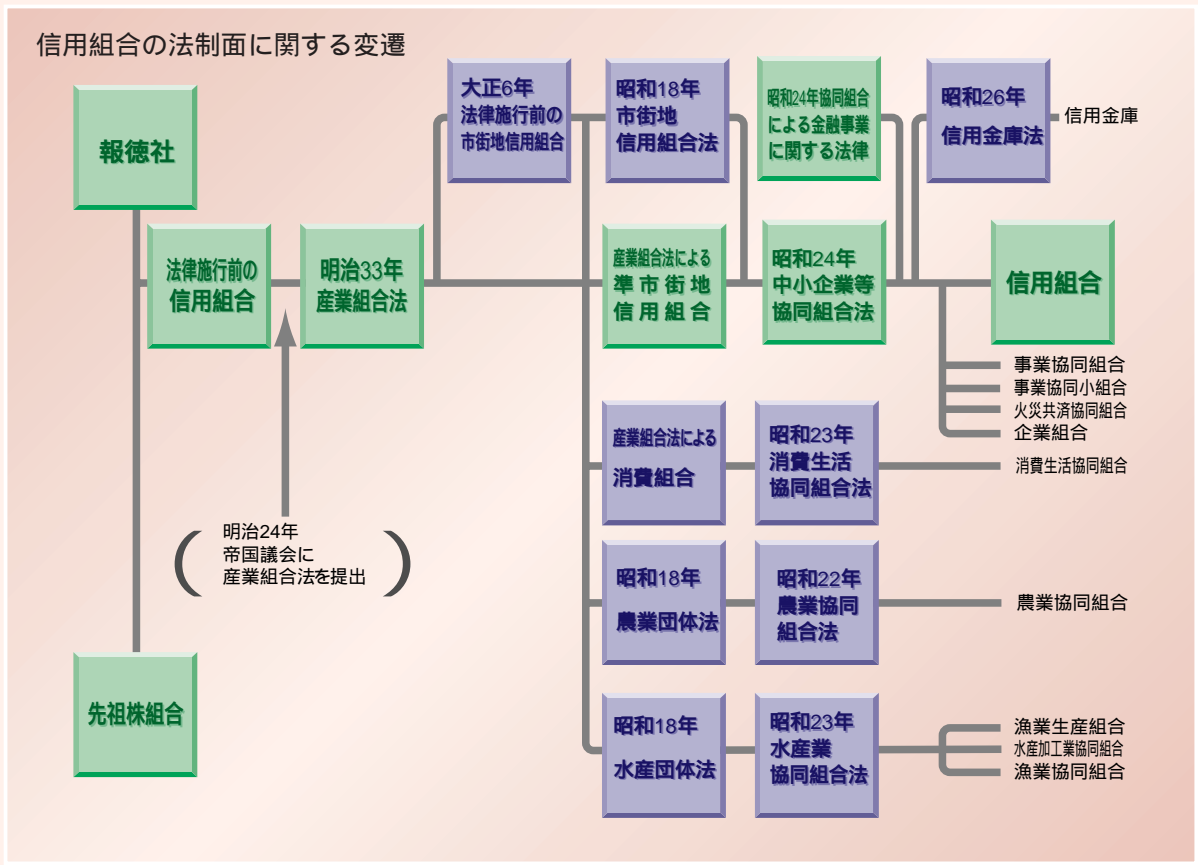 信用組合の法制面に関する変遷
報徳社
先祖株組合
法律施行前の
信用組合
明治24年
帝国議会に
産業組合法を提出
明治33年
産業組合法
大正6年
法律施行前の
市街地信用組合
昭和18年
市街地
信用組合法
昭和24年協同組合
による金融事業
に関する法律
昭和26年
信用金庫法
信用金庫
産業組合法による
準市街地
信用組合
昭和24年
中小企業等
協同組合法
信用組合
事業協同組合
事業協同小組合
火災共済協同組合
企業組合
産業組合法による
消費組合
昭和23年
消費生活
協同組合法
消費生活協同組合
昭和18年
農業団体法
昭和22年
農業協同
組合法
農業協同組合
昭和18年
水産団体法
昭和23年
水産業
協同組合法
漁業生産組合
水産加工業協同組合
漁業協同組合